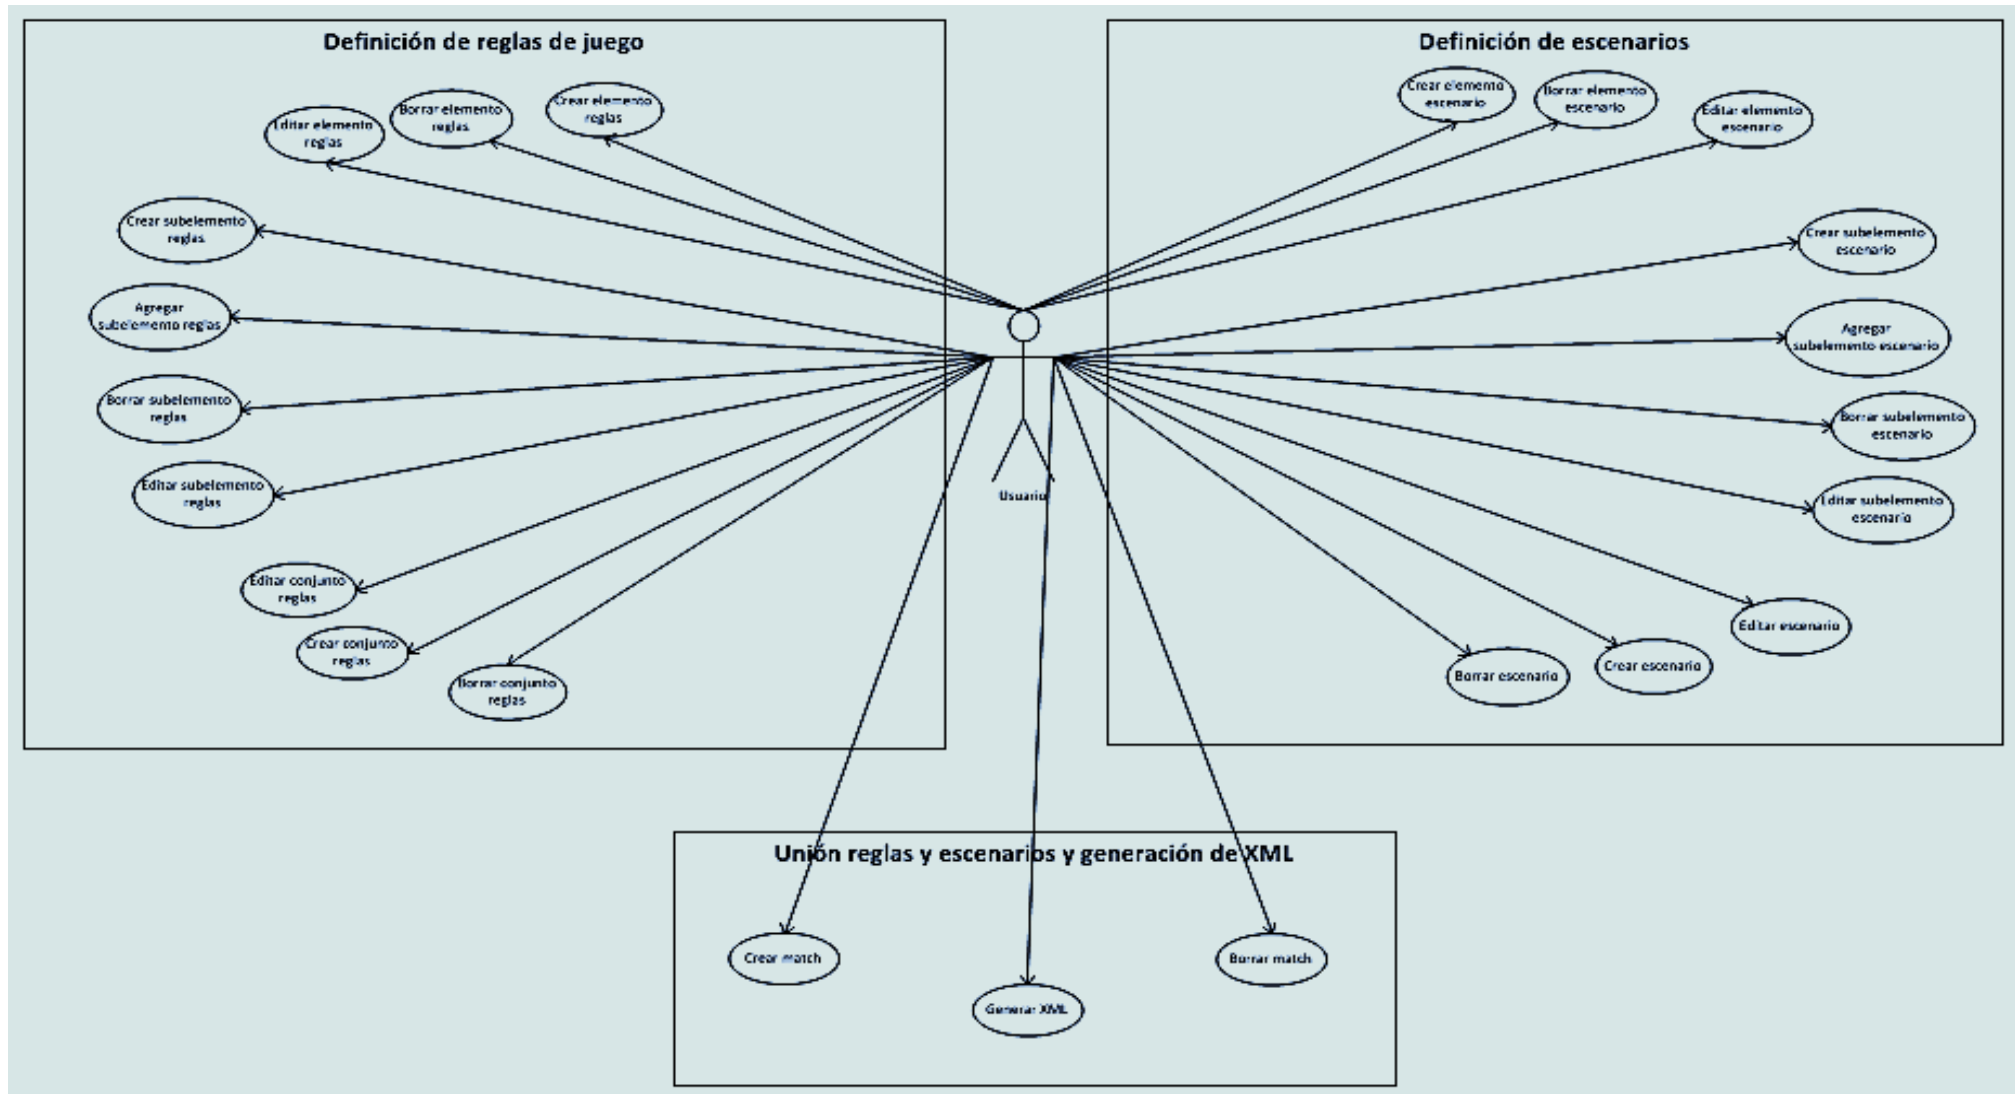 Definición de reglas de juego
Crear elemento
reglas
Borrar elemento
reglas
Editar elemento
reglas
Crear subelemento
reglas
Agregar
subelemento reglas
Borrar subelemento
reglas
Editar subelemento
reglas
Editar conjunto
reglas
Crear conjunto
reglas
Borrar conjunto
reglas
Usuario
Definición de escenarios
Crear elemento
escenario
Borrar elemento
escenario
Editar elemento
escenario
Crear subelemento
escenario
Agregar
subelemento escenario
Borrar subelemento
escenario
Editar subelemento
escenario
Editar escenario
Crear escenario
Borrar escenario
Unión reglas y escenarios y generación de XML
Crear match
Generar XML
Borrar match